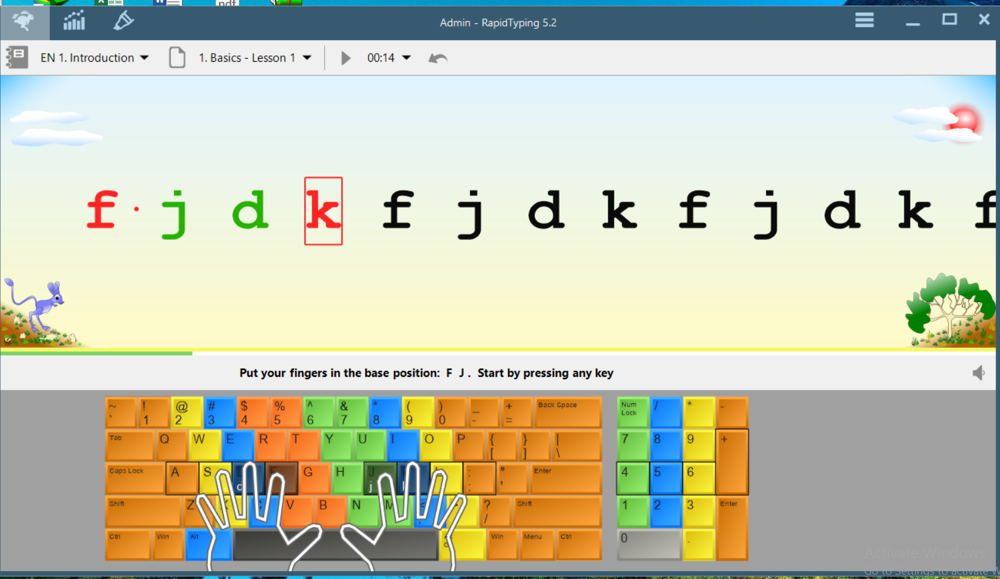 pdf
Admin - RapidTyping 5.2
EN 1. Introduction 1. Basics - Lesson 1 00:14
f · j d k f j d k f j d k f
Put your fingers in the base position: F J . Start by pressing any key
~ ! @ # $ % ^ & * ( ) _ + Back Space
` 1 2 3 4 5 6 7 8 9 0 - =
Tab Q W E R T Y U I O P { } |
[ ] \
Caps Lock A S D F G H J L : " Enter
d j k ; '
Shift Z X C V B N M < ? Shift
, /
Ctrl Win Alt Win Menu Ctrl
Num Lock / * -
7 8 9 +
4 5 6
1 2 3 Enter
0 .
Activate Windows
Go to Settings to activate W